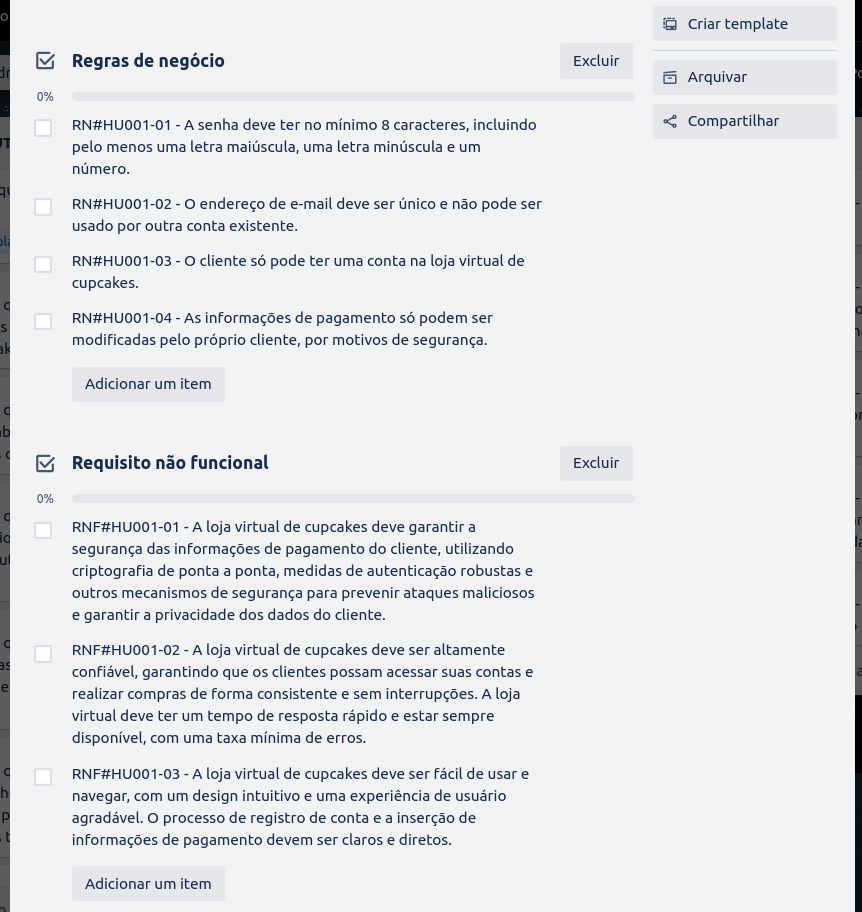 Criar template
Arquivar
Compartilhar
Regras de negócio
Excluir
0%
RN#HU001-01 - A senha deve ter no mínimo 8 caracteres, incluindo
pelo menos uma letra maiúscula, uma letra minúscula e um
número.
RN#HU001-02 - O endereço de e-mail deve ser único e não pode ser
usado por outra conta existente.
RN#HU001-03 - O cliente só pode ter uma conta na loja virtual de
cupcakes.
RN#HU001-04 - As informações de pagamento só podem ser
modificadas pelo próprio cliente, por motivos de segurança.
Adicionar um item
Requisito não funcional
Excluir
0%
RNF#HU001-01 - A loja virtual de cupcakes deve garantir a
segurança das informações de pagamento do cliente, utilizando
criptografia de ponta a ponta, medidas de autenticação robustas e
outros mecanismos de segurança para prevenir ataques maliciosos
e garantir a privacidade dos dados do cliente.
RNF#HU001-02 - A loja virtual de cupcakes deve ser altamente
confiável, garantindo que os clientes possam acessar suas contas e
realizar compras de forma consistente e sem interrupções. A loja
virtual deve ter um tempo de resposta rápido e estar sempre
disponível, com uma taxa mínima de erros.
RNF#HU001-03 - A loja virtual de cupcakes deve ser fácil de usar e
navegar, com um design intuitivo e uma experiência de usuário
agradável. O processo de registro de conta e a inserção de
informações de pagamento devem ser claros e diretos.
Adicionar um item